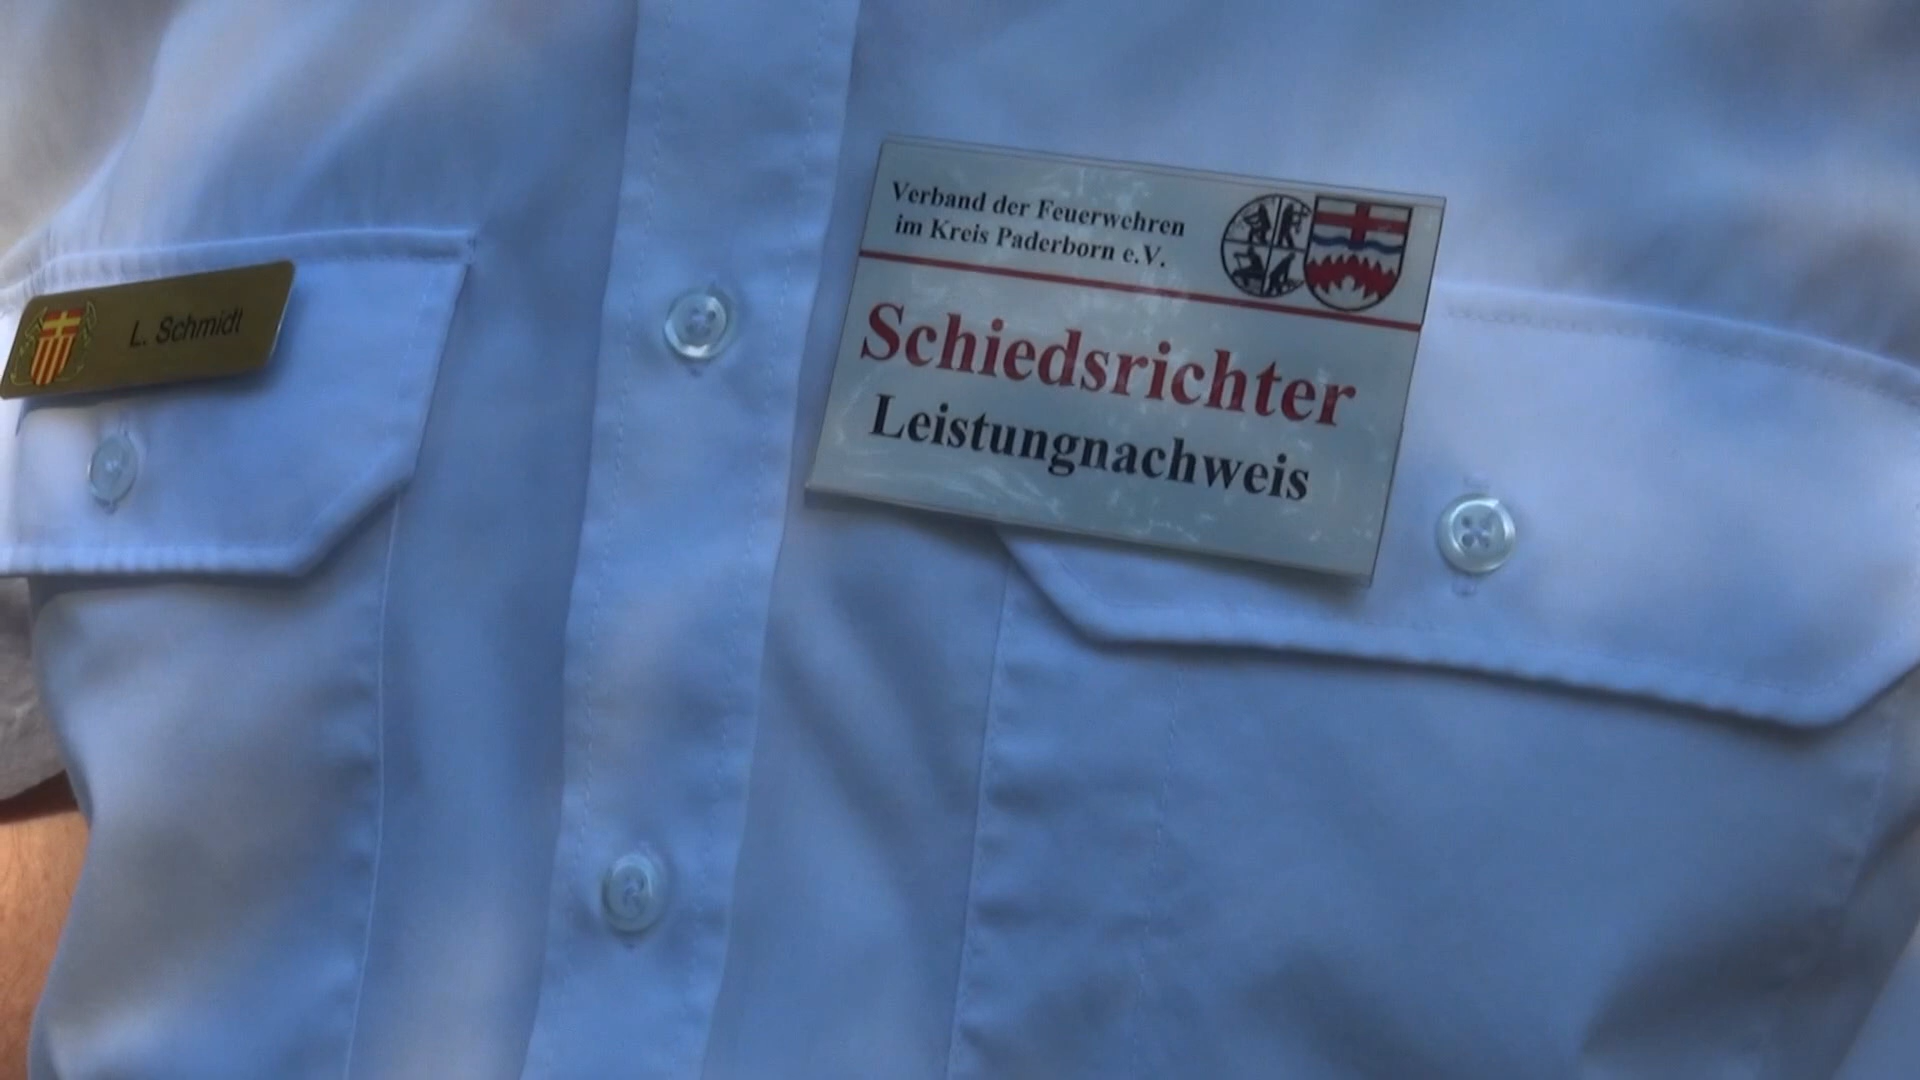 L. Schmidt
Verband der Feuerwehren
im Kreis Paderborn e.V.
Schiedsrichter
Leistungnachweis